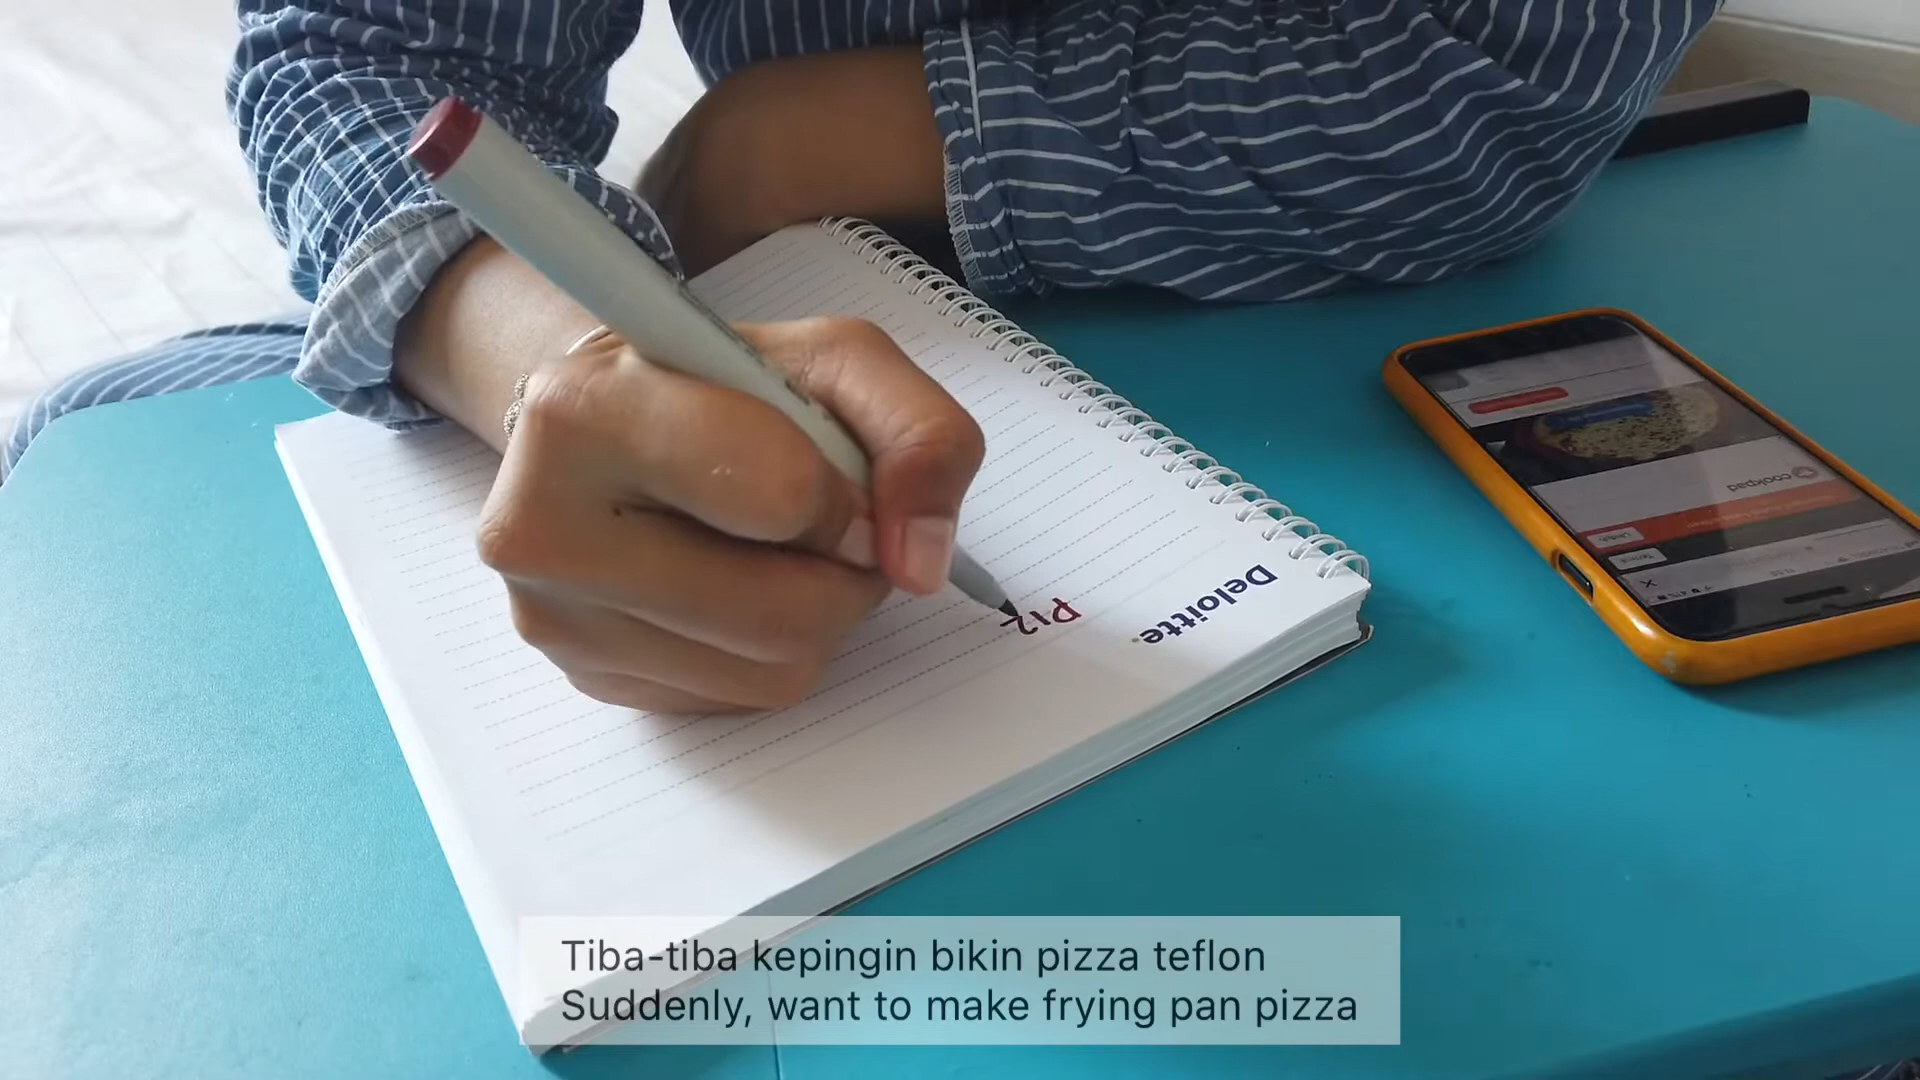 Deloitte.
Piz
cookpad
Tiba-tiba kepingin bikin pizza teflon
Suddenly, want to make frying pan pizza